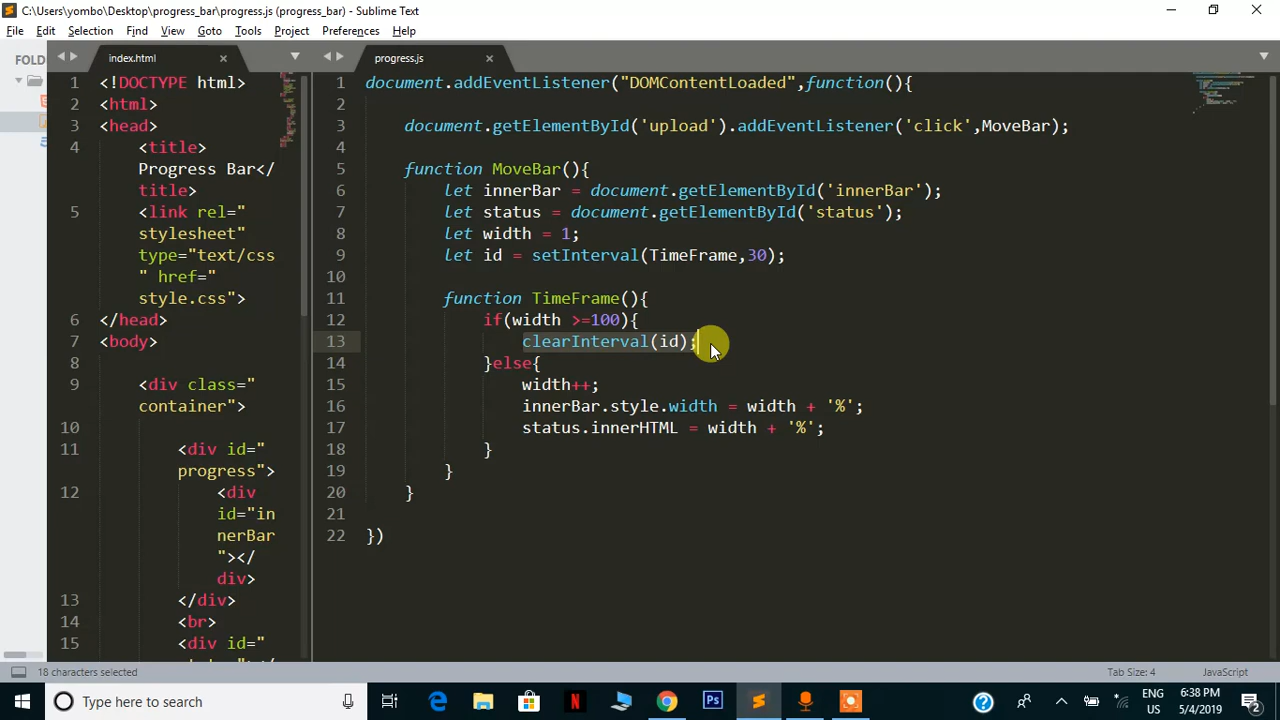 C:\Users\yombo\Desktop\progress_bar\progress.js (progress_bar) - Sublime Text
File Edit Selection Find View Goto Tools Project Preferences Help
FOLD
index.html
1 <!DOCTYPE html>
2 <html>
3 <head>
4 <title>
Progress Bar</
title>
5 <link rel="
stylesheet"
type="text/css
" href="
style.css">
6 </head>
7 <body>
8
9 <div class="
container">
10
11 <div id="
progress">
12 <div
id="in
nerBar
"></
div>
13 </div>
14 <br>
15 <div id="
progress.js
1 document.addEventListener("DOMContentLoaded",function(){
2
3 document.getElementById('upload').addEventListener('click',MoveBar);
4
5 function MoveBar(){
6 let innerBar = document.getElementById('innerBar');
7 let status = document.getElementById('status');
8 let width = 1;
9 let id = setInterval(TimeFrame,30);
10
11 function TimeFrame(){
12 if(width >=100){
13 clearInterval(id);
14 }else{
15 width++;
16 innerBar.style.width = width + '%';
17 status.innerHTML = width + '%';
18 }
19 }
20 }
21
22 })
18 characters selected
Tab Size: 4
JavaScript
Type here to search
ENG
US
6:38 PM
5/4/2019
2